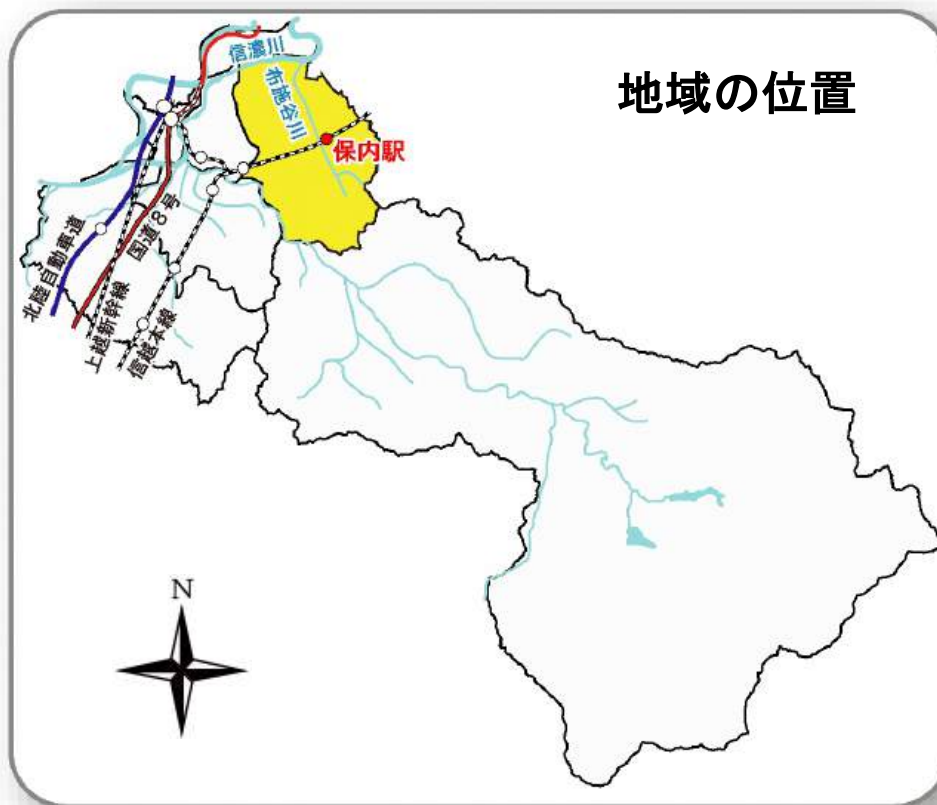 地域の位置
信濃川
布施谷川
保内駅
北陸自動車道
国道8号
上越新幹線
信越本線
N